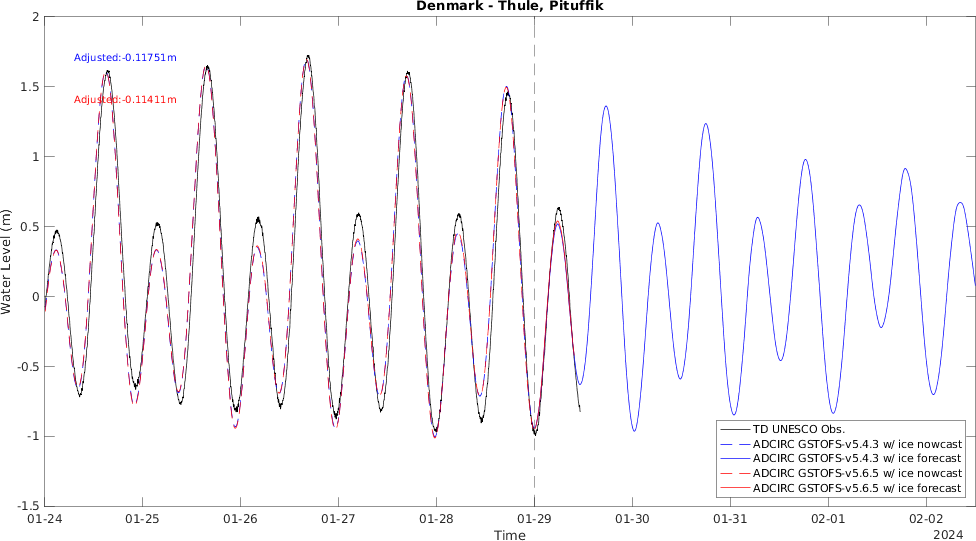 Denmark - Thule, Pituffik
Adjusted:-0.11751m
Adjusted:-0.11411m
Water Level (m)
2
1.5
1
0.5
0
-0.5
-1
-1.5
TD UNESCO Obs.
ADCIRC GSTOFS-v5.4.3 w/ ice nowcast
ADCIRC GSTOFS-v5.4.3 w/ ice forecast
ADCIRC GSTOFS-v5.6.5 w/ ice nowcast
ADCIRC GSTOFS-v5.6.5 w/ ice forecast
01-24 01-25 01-26 01-27 01-28 01-29 01-30 01-31 02-01 02-02
Time
2024